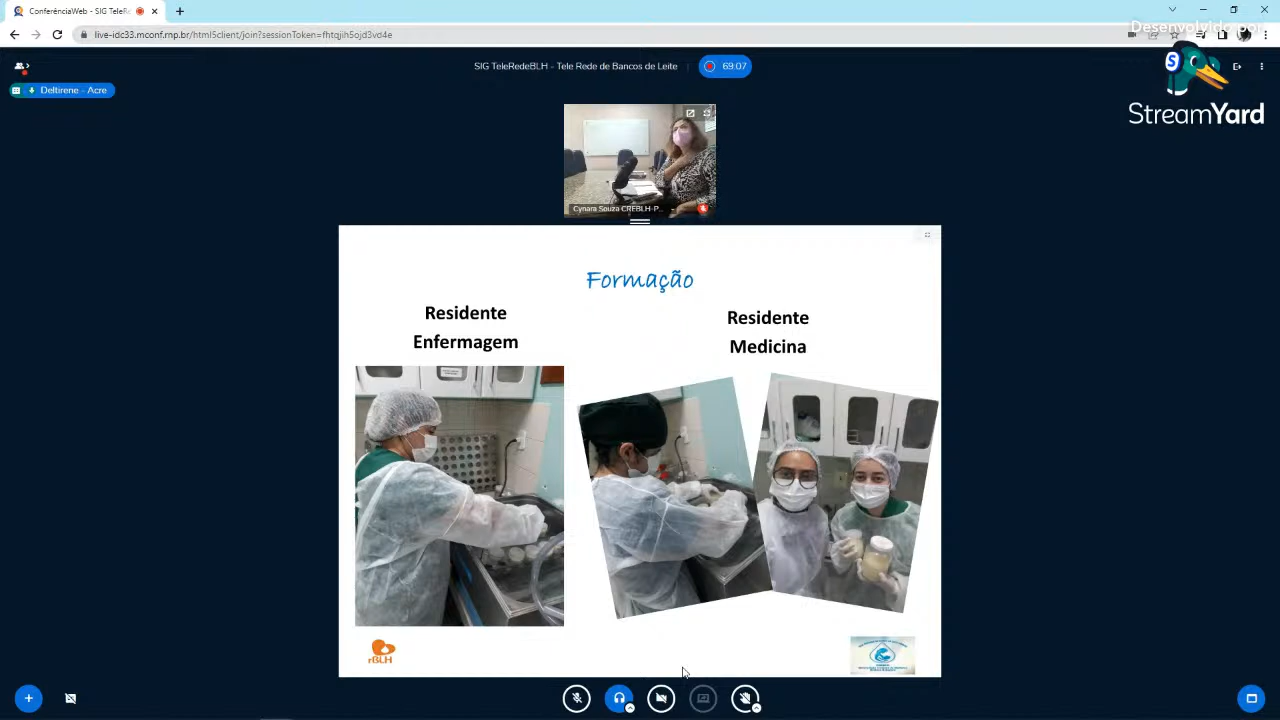 ConferênciaWeb - SIG TeleRe
live-idc33.mconf.rnp.br/html5client/join?sessionToken=fhtqjih5ojd3vd4e
Desenvolvido por
StreamYard
SIG TeleRedeBLH - Tele Rede de Bancos de Leite
69:07
Deltirene - Acre
Cynara Souza CREBLH-P...
Formação
Residente
Enfermagem
Residente
Medicina
rBLH